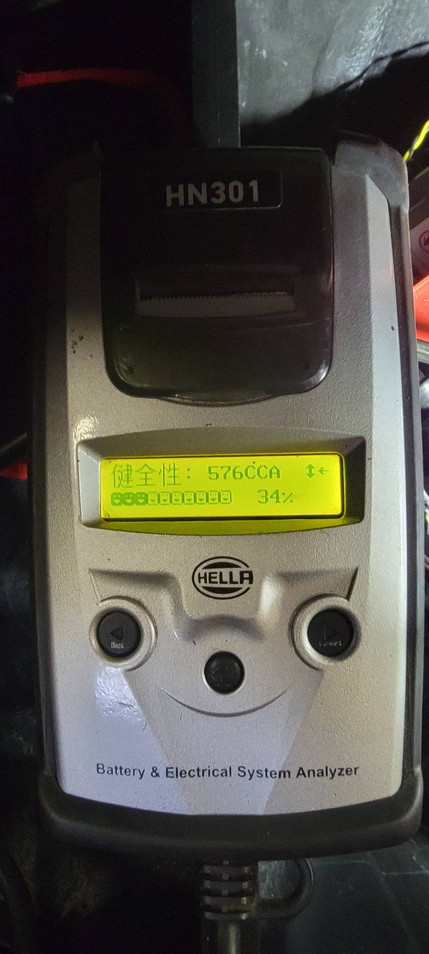 HN301
健全性: 576CCA
34%
HELLA
Back
Battery & Electrical System Analyzer